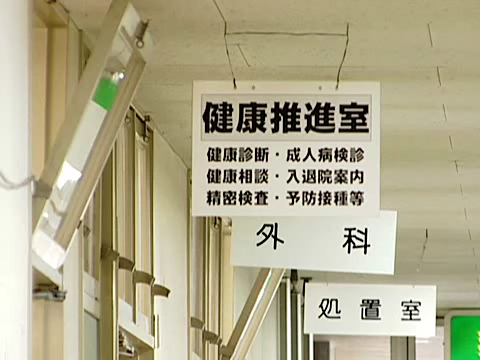 健康推進室
健康診断・成人病検診
健康相談・入退院案内
精密検査・予防接種等
外科
処置室